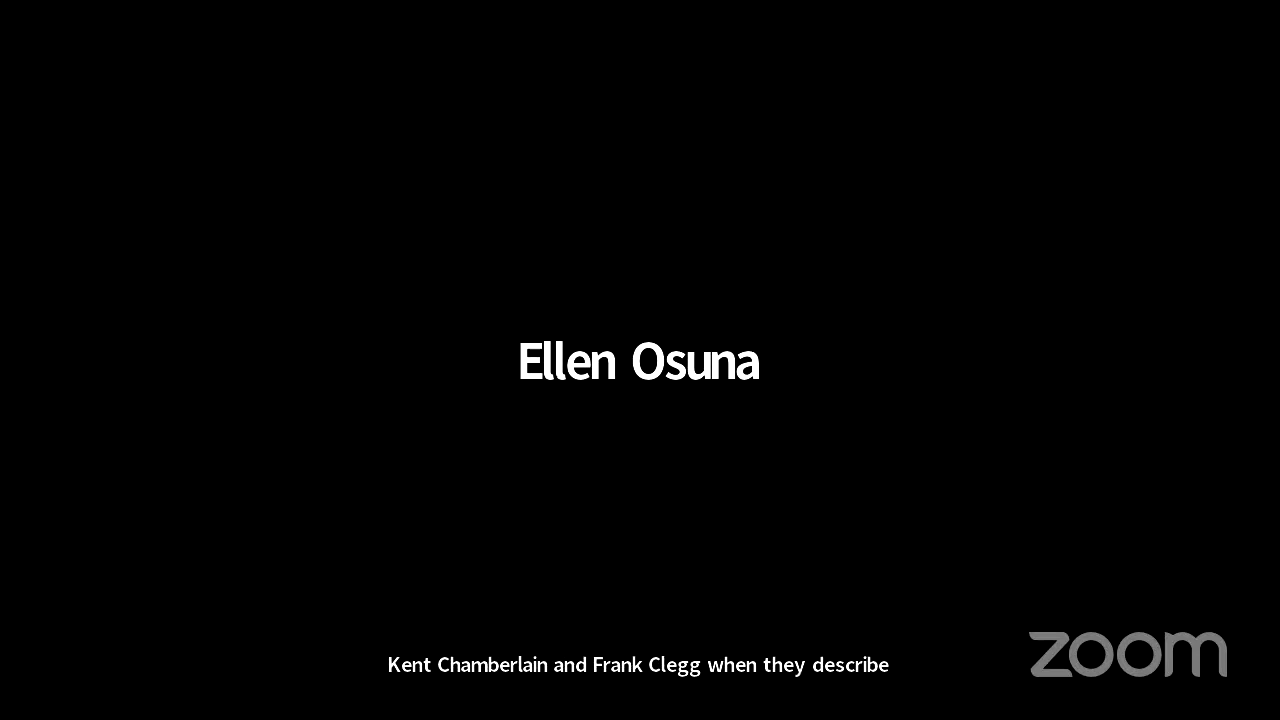 Ellen Osuna
Kent Chamberlain and Frank Clegg when they describe
zoom